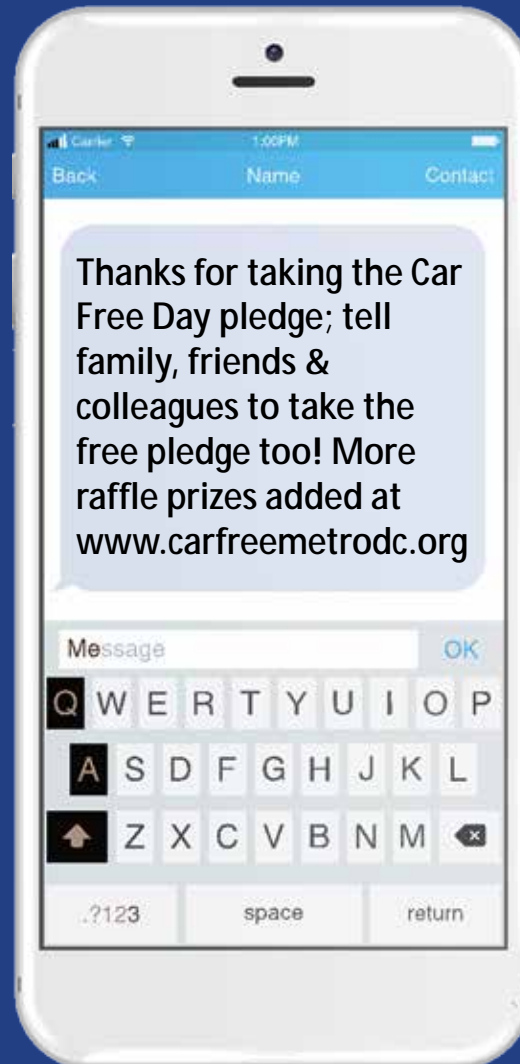 Carrier 1:00PM
Back Name Contact
Thanks for taking the Car
Free Day pledge; tell
family, friends &
colleagues to take the
free pledge too! More
raffle prizes added at
www.carfreemetrodc.org
Message OK
Q W E R T Y U I O P
A S D F G H J K L
Z X C V B N M
.?123 space return